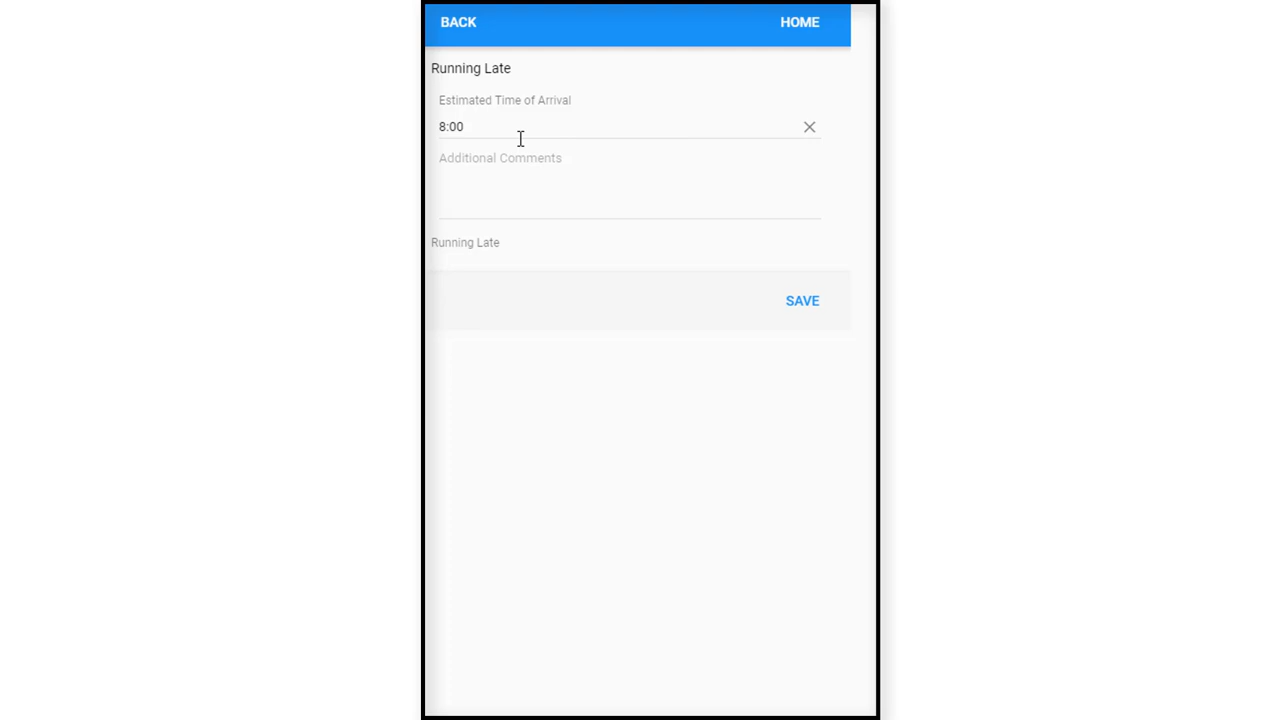 BACK HOME
Running Late
Estimated Time of Arrival
8:00
Additional Comments
Running Late
SAVE